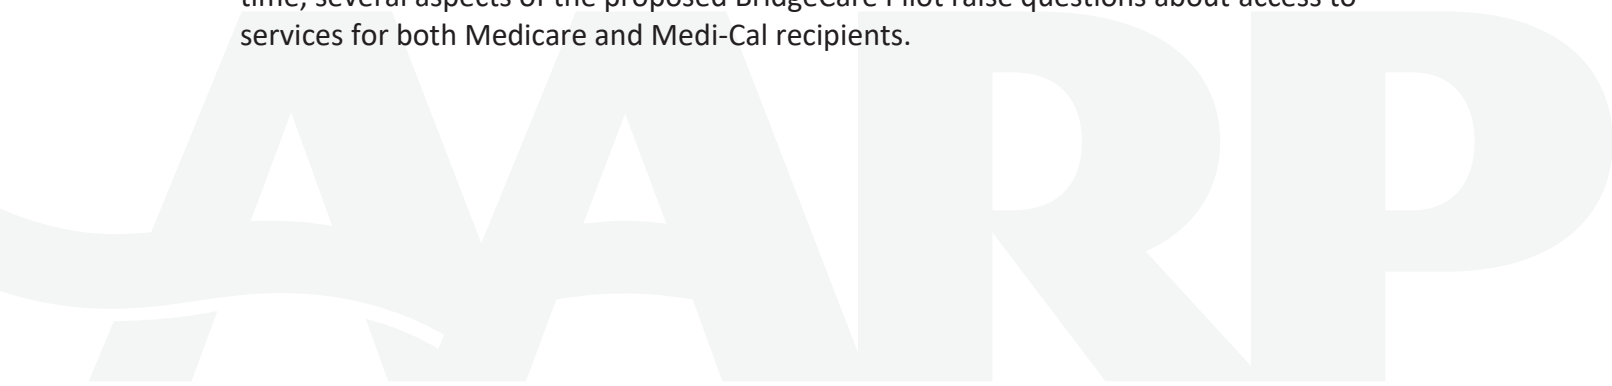 time, several aspects of the proposed BridgeCare Pilot raise questions about access to
services for both Medicare and Medi-Cal recipients.
AARP